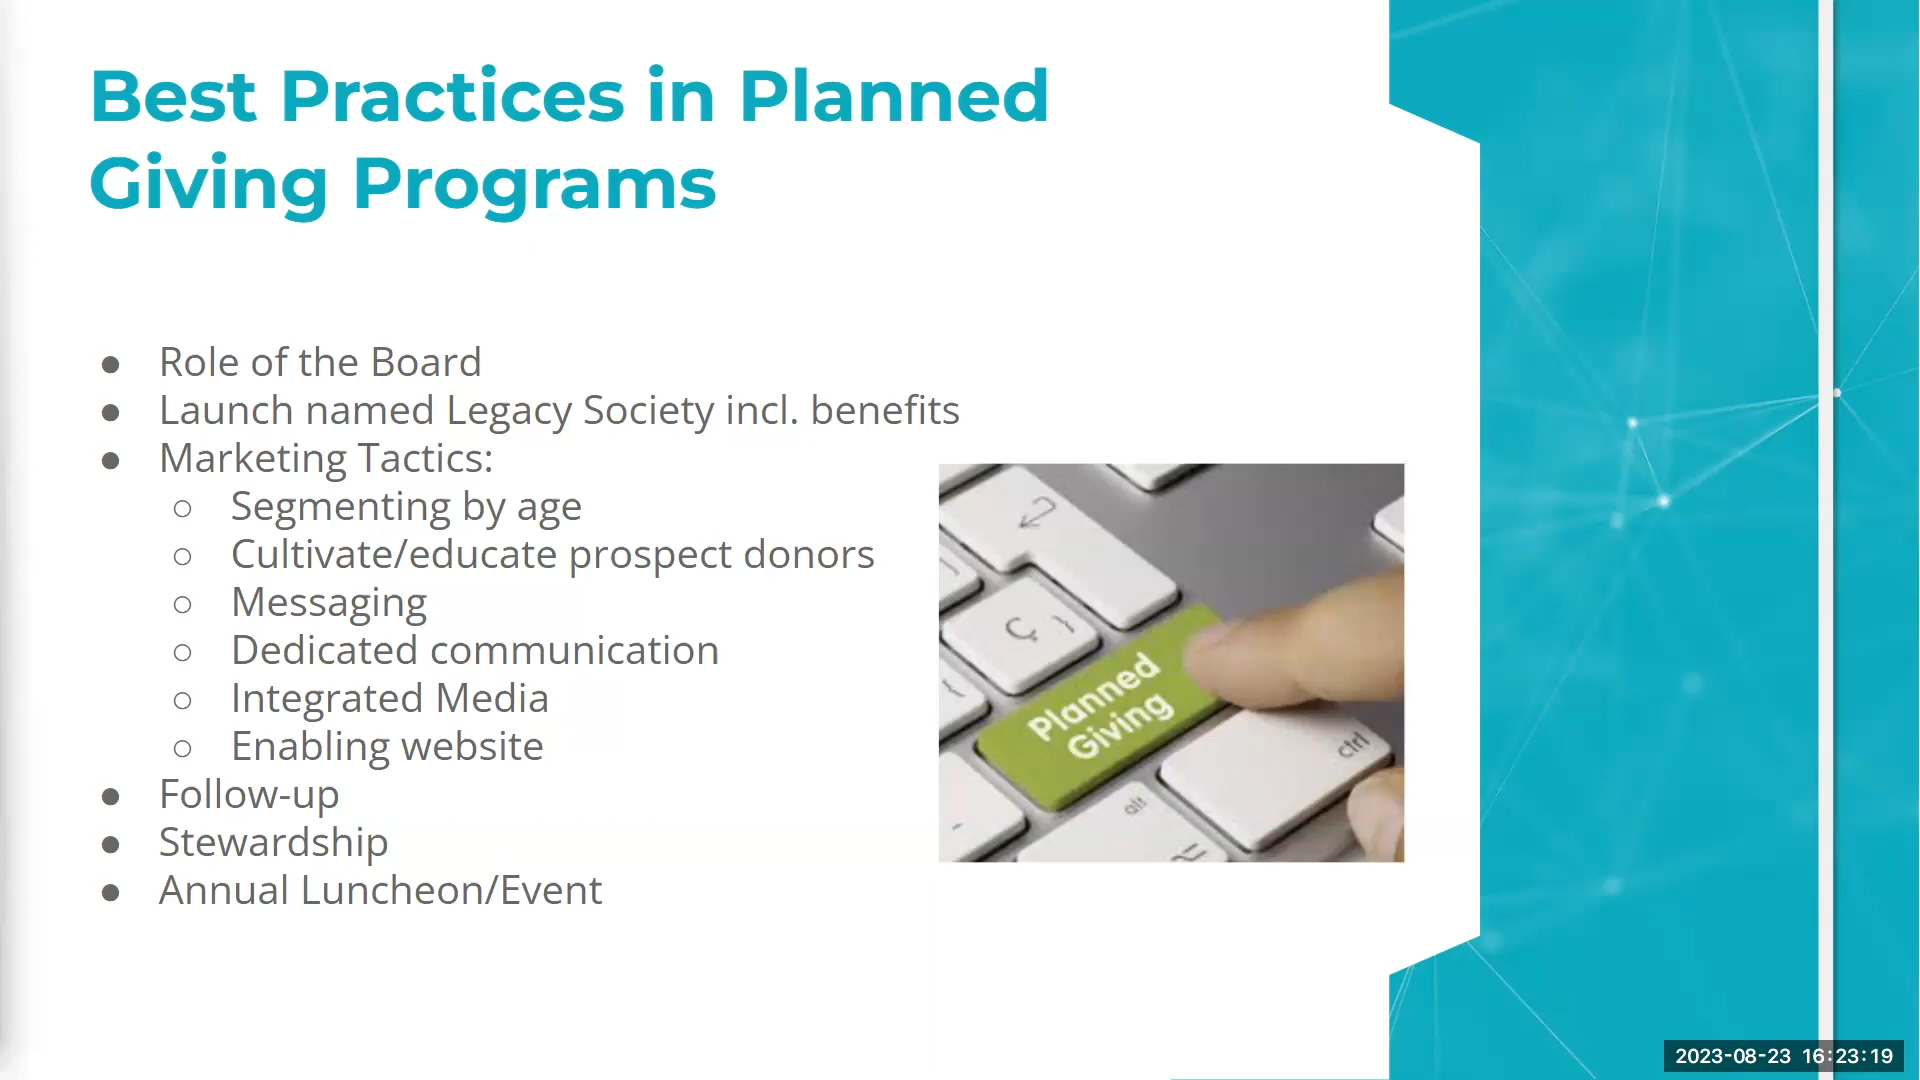 Best Practices in Planned
Giving Programs
● Role of the Board
● Launch named Legacy Society incl. benefits
● Marketing Tactics:
○ Segmenting by age
○ Cultivate/educate prospect donors
○ Messaging
○ Dedicated communication
○ Integrated Media
○ Enabling website
● Follow-up
● Stewardship
● Annual Luncheon/Event
Ç
Planned
Giving
ctrl
alt
2023-08-23 16:23:19